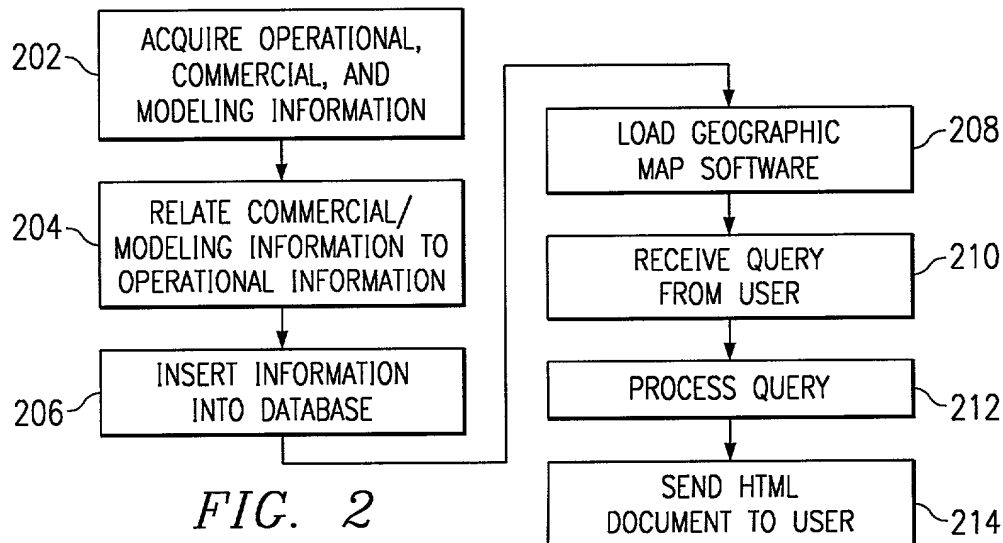 202
ACQUIRE OPERATIONAL,
COMMERCIAL, AND
MODELING INFORMATION
204
RELATE COMMERCIAL/
MODELING INFORMATION TO
OPERATIONAL INFORMATION
206
INSERT INFORMATION
INTO DATABASE
LOAD GEOGRAPHIC
MAP SOFTWARE
208
RECEIVE QUERY
FROM USER
210
PROCESS QUERY
212
SEND HTML
DOCUMENT TO USER
214
FIG. 2